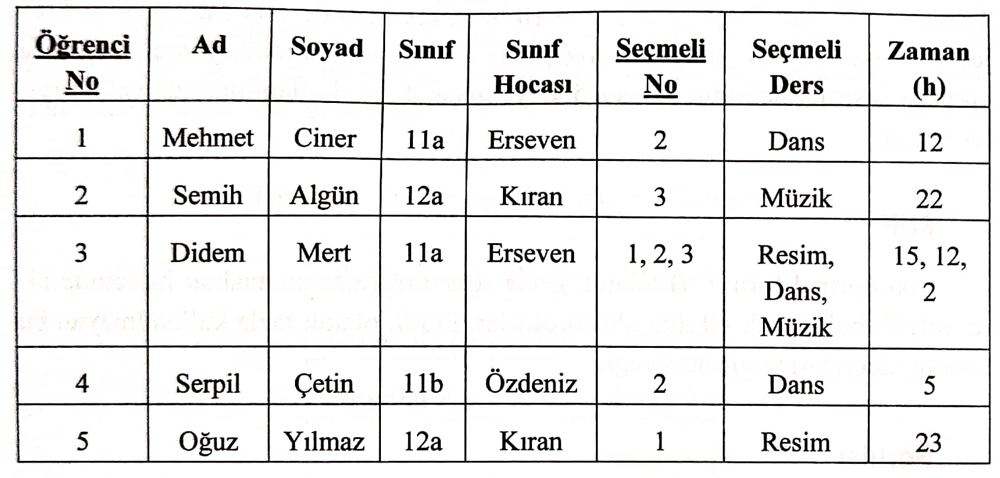 Öğrenci No Ad Soyad Sınıf Sınıf Hocası Seçmeli No Seçmeli Ders Zaman (h)
1 Mehmet Ciner 11a Erseven 2 Dans 12
2 Semih Algün 12a Kıran 3 Müzik 22
3 Didem Mert 11a Erseven 1, 2, 3 Resim, Dans, Müzik 15, 12, 2
4 Serpil Çetin 11b Özdeniz 2 Dans 5
5 Oğuz Yılmaz 12a Kıran 1 Resim 23